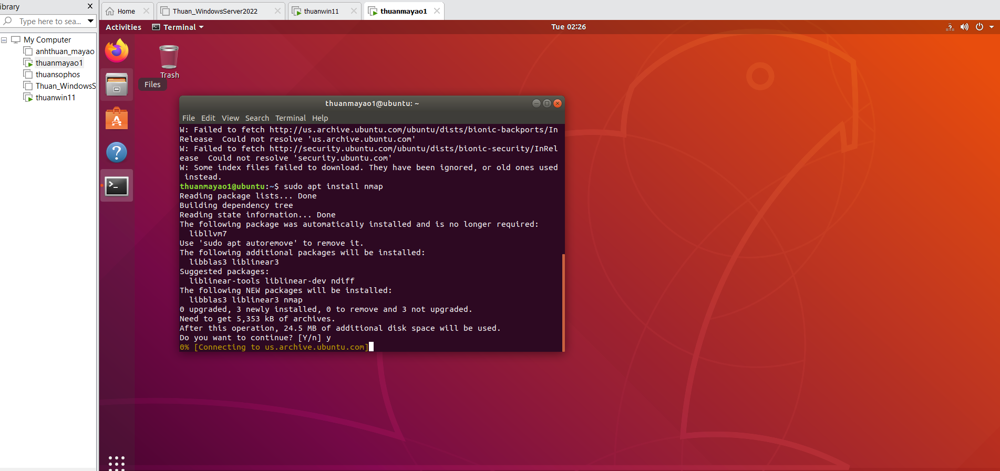 ibrary
Type here to sea...
My Computer
anhthuan_mayao
thuanmayao1
thuansophos
Thuan_WindowsS
thuanwin11
Home
Thuan_WindowsServer2022
thuanwin11
thuanmayao1
Activities
Terminal
Tue 02:26
Trash
Files
thuanmayao1@ubuntu: ~
File Edit View Search Terminal Help
W: Failed to fetch http://us.archive.ubuntu.com/ubuntu/dists/bionic-backports/In
Release  Could not resolve 'us.archive.ubuntu.com'
W: Failed to fetch http://security.ubuntu.com/ubuntu/dists/bionic-security/InRel
ease  Could not resolve 'security.ubuntu.com'
W: Some index files failed to download. They have been ignored, or old ones used
 instead.
thuanmayao1@ubuntu:~$ sudo apt install nmap
Reading package lists... Done
Building dependency tree
Reading state information... Done
The following package was automatically installed and is no longer required:
  libllvm7
Use 'sudo apt autoremove' to remove it.
The following additional packages will be installed:
  libblas3 liblinear3
Suggested packages:
  liblinear-tools liblinear-dev ndiff
The following NEW packages will be installed:
  libblas3 liblinear3 nmap
0 upgraded, 3 newly installed, 0 to remove and 3 not upgraded.
Need to get 5,353 kB of archives.
After this operation, 24.5 MB of additional disk space will be used.
Do you want to continue? [Y/n] y
0% [Connecting to us.archive.ubuntu.com]